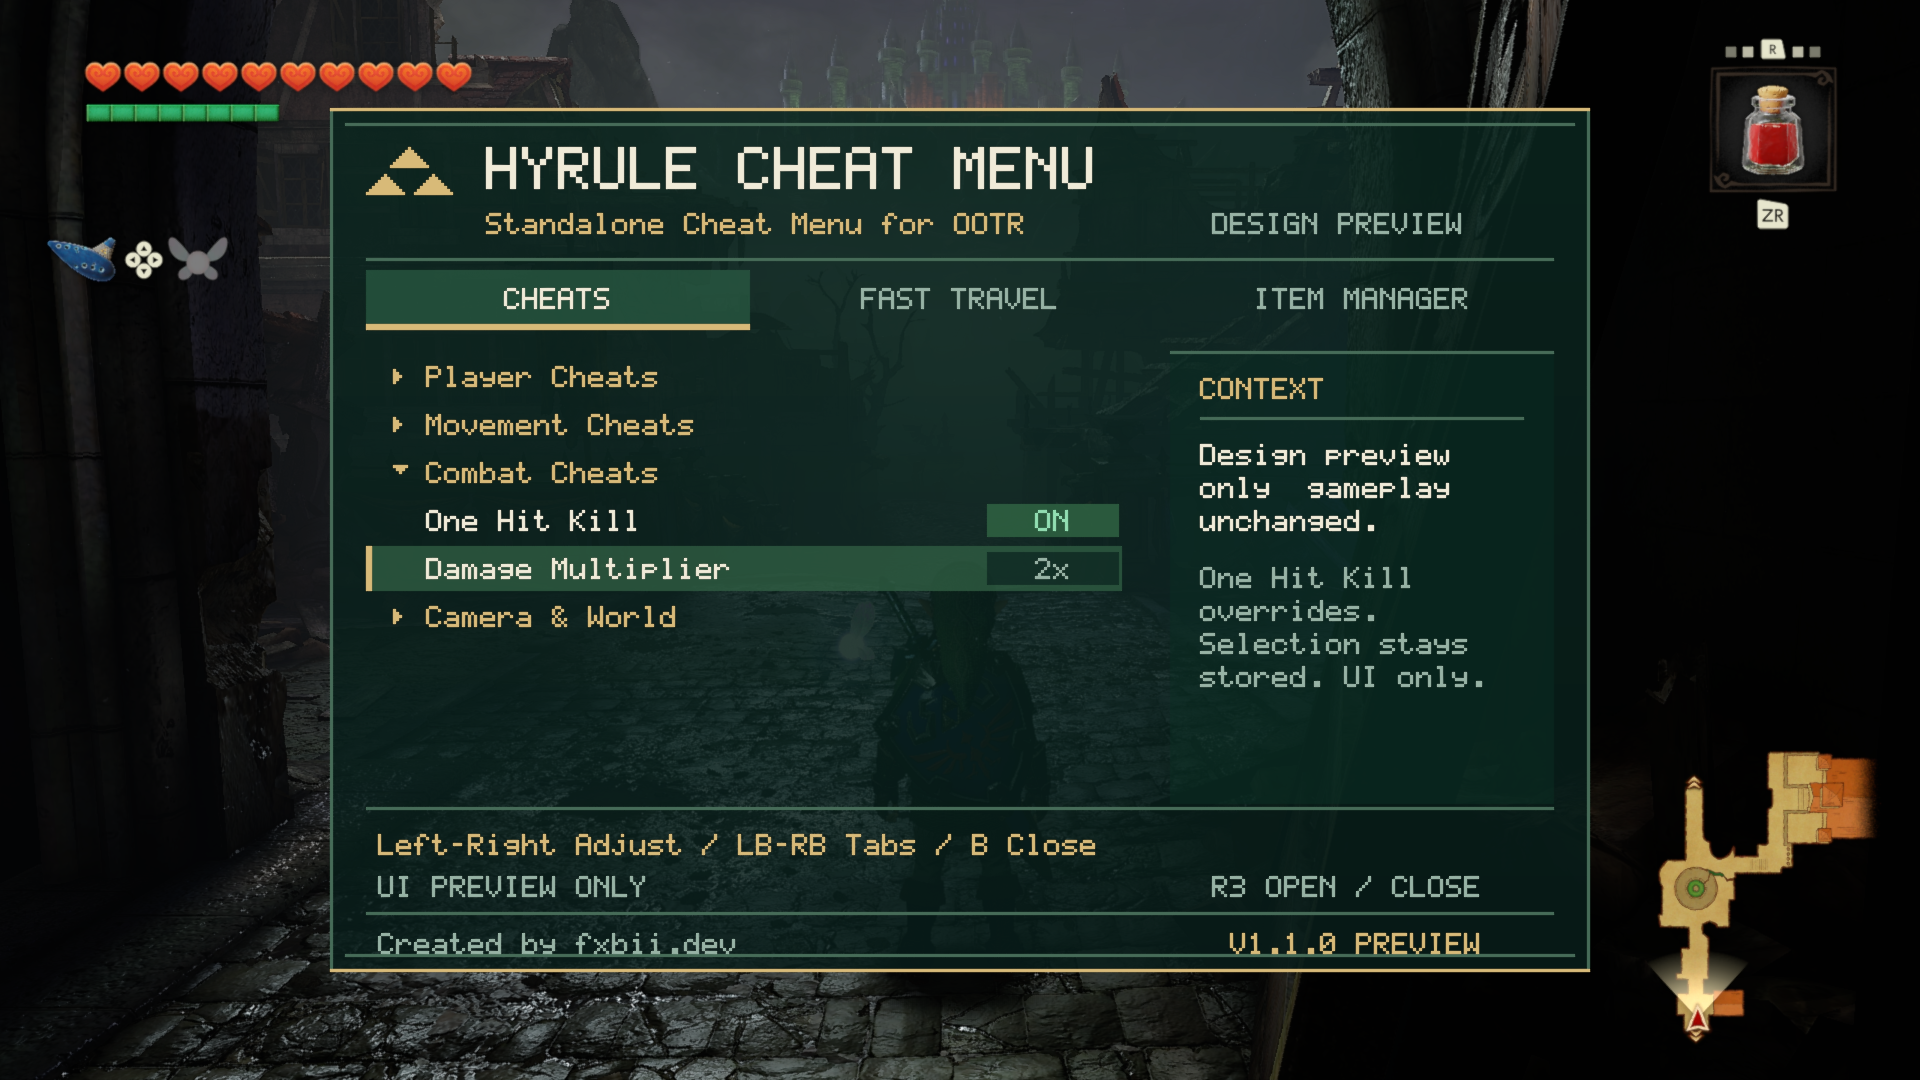 R
ZR
HYRULE CHEAT MENU
Standalone Cheat Menu for OOTR
DESIGN PREVIEW
CHEATS
FAST TRAVEL
ITEM MANAGER
Player Cheats
Movement Cheats
Combat Cheats
One Hit Kill
ON
Damage Multiplier
2x
Camera & World
CONTEXT
Design preview
only gameplay
unchanged.
One Hit Kill
overrides.
Selection stays
stored. UI only.
Left-Right Adjust / LB-RB Tabs / B Close
UI PREVIEW ONLY
R3 OPEN / CLOSE
Created by fxbii.dev
V1.1.0 PREVIEW